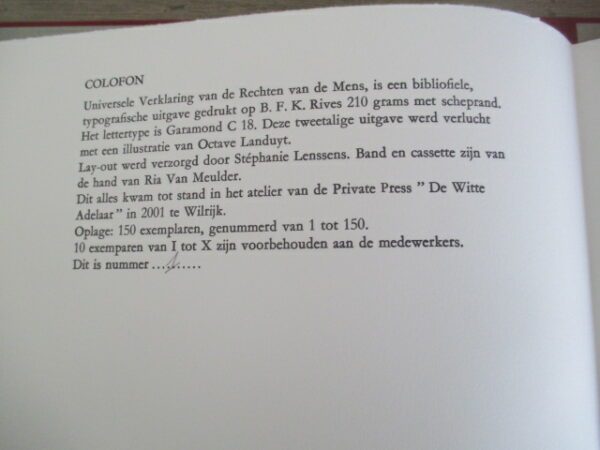 COLOFON
Universele Verklaring van de Rechten van de Mens, is een bibliofiele,
typografische uitgave gedrukt op B. F. K. Rives 210 grams met scheprand.
Het lettertype is Garamond C 18. Deze tweetalige uitgave werd verlucht
met een illustratie van Octave Landuyt.
Lay-out werd verzorgd door Stéphanie Lenssens. Band en cassette zijn van
de hand van Ria Van Meulder.
Dit alles kwam tot stand in het atelier van de Private Press " De Witte
Adelaar " in 2001 te Wilrijk.
Oplage: 150 exemplaren, genummerd van 1 tot 150.
10 exemparen van I tot X zijn voorbehouden aan de medewerkers.
Dit is nummer ..........